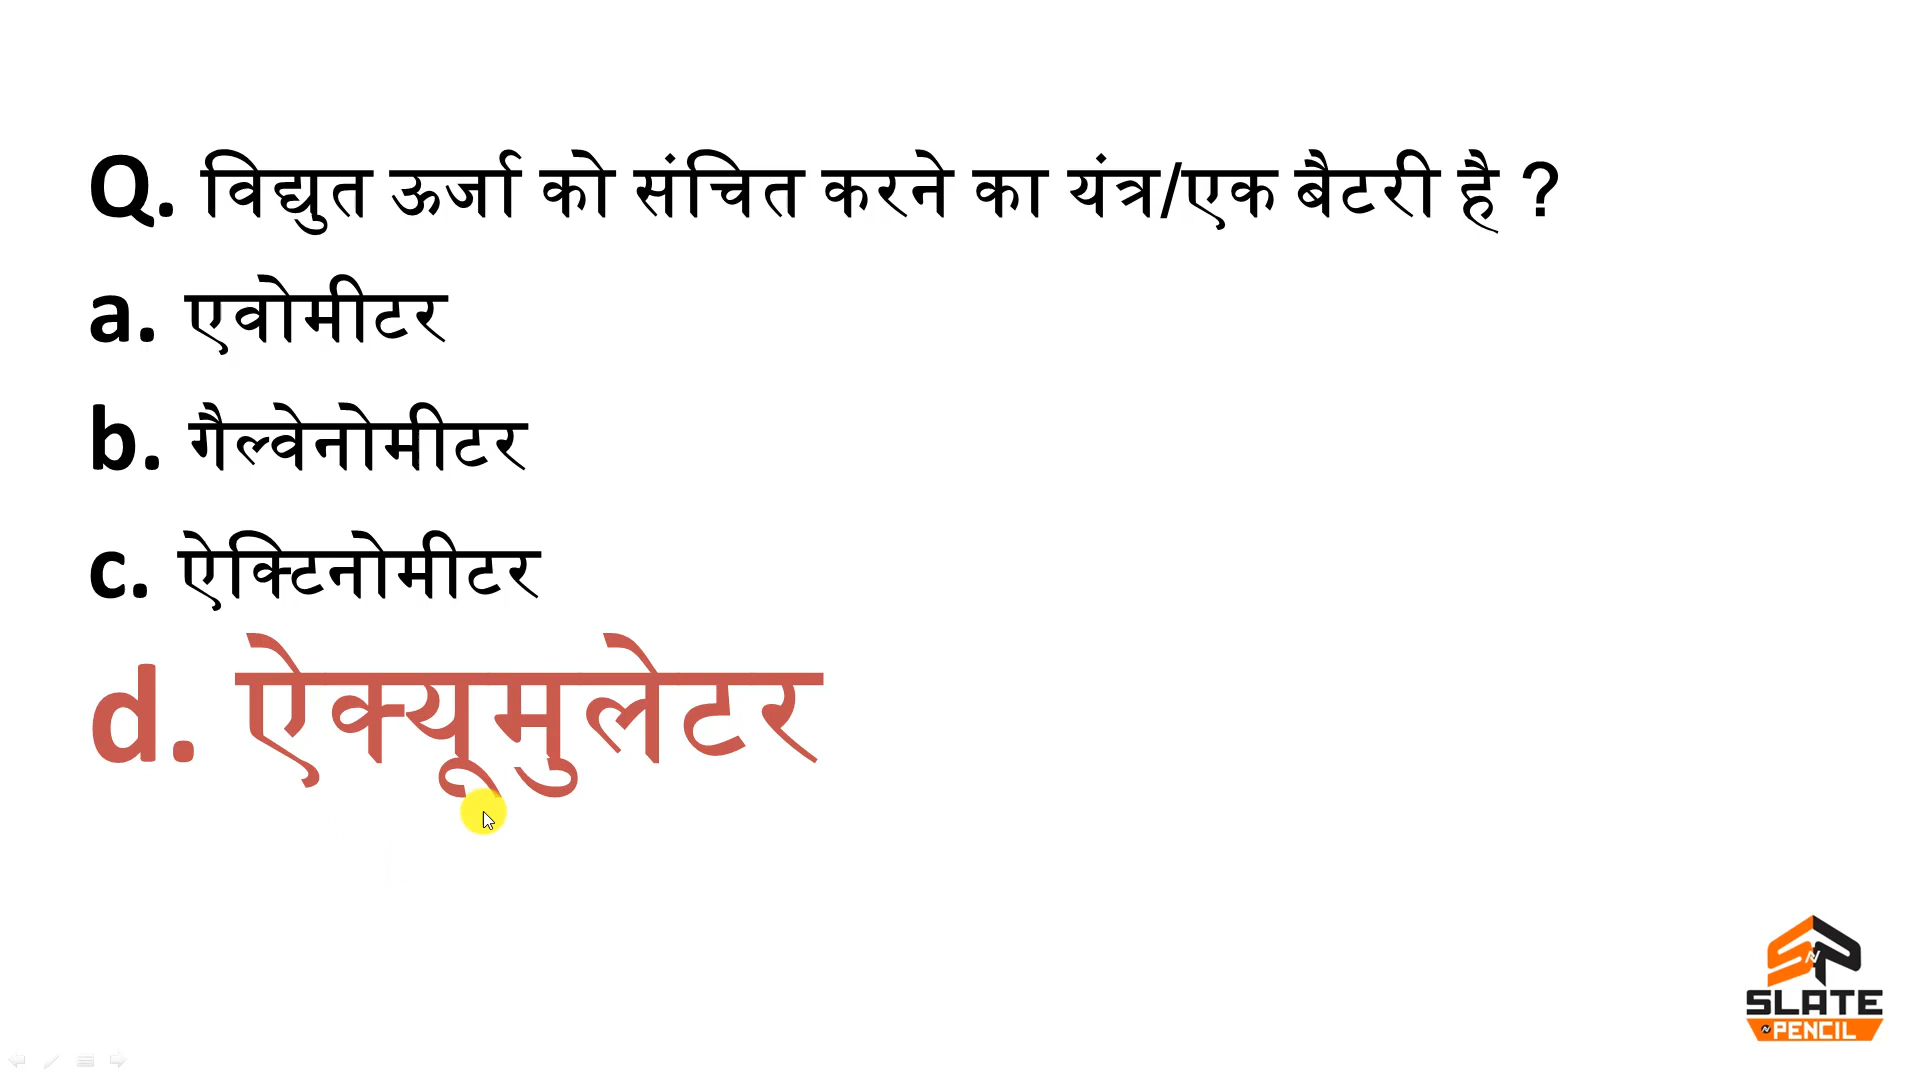 Q. विद्युत ऊर्जा को संचित करने का यंत्र/एक बैटरी है ?
a. एवोमीटर
b. गैल्वेनोमीटर
c. ऐक्टिनोमीटर
d. ऐक्यूमुलेटर
SLATE
N PENCIL